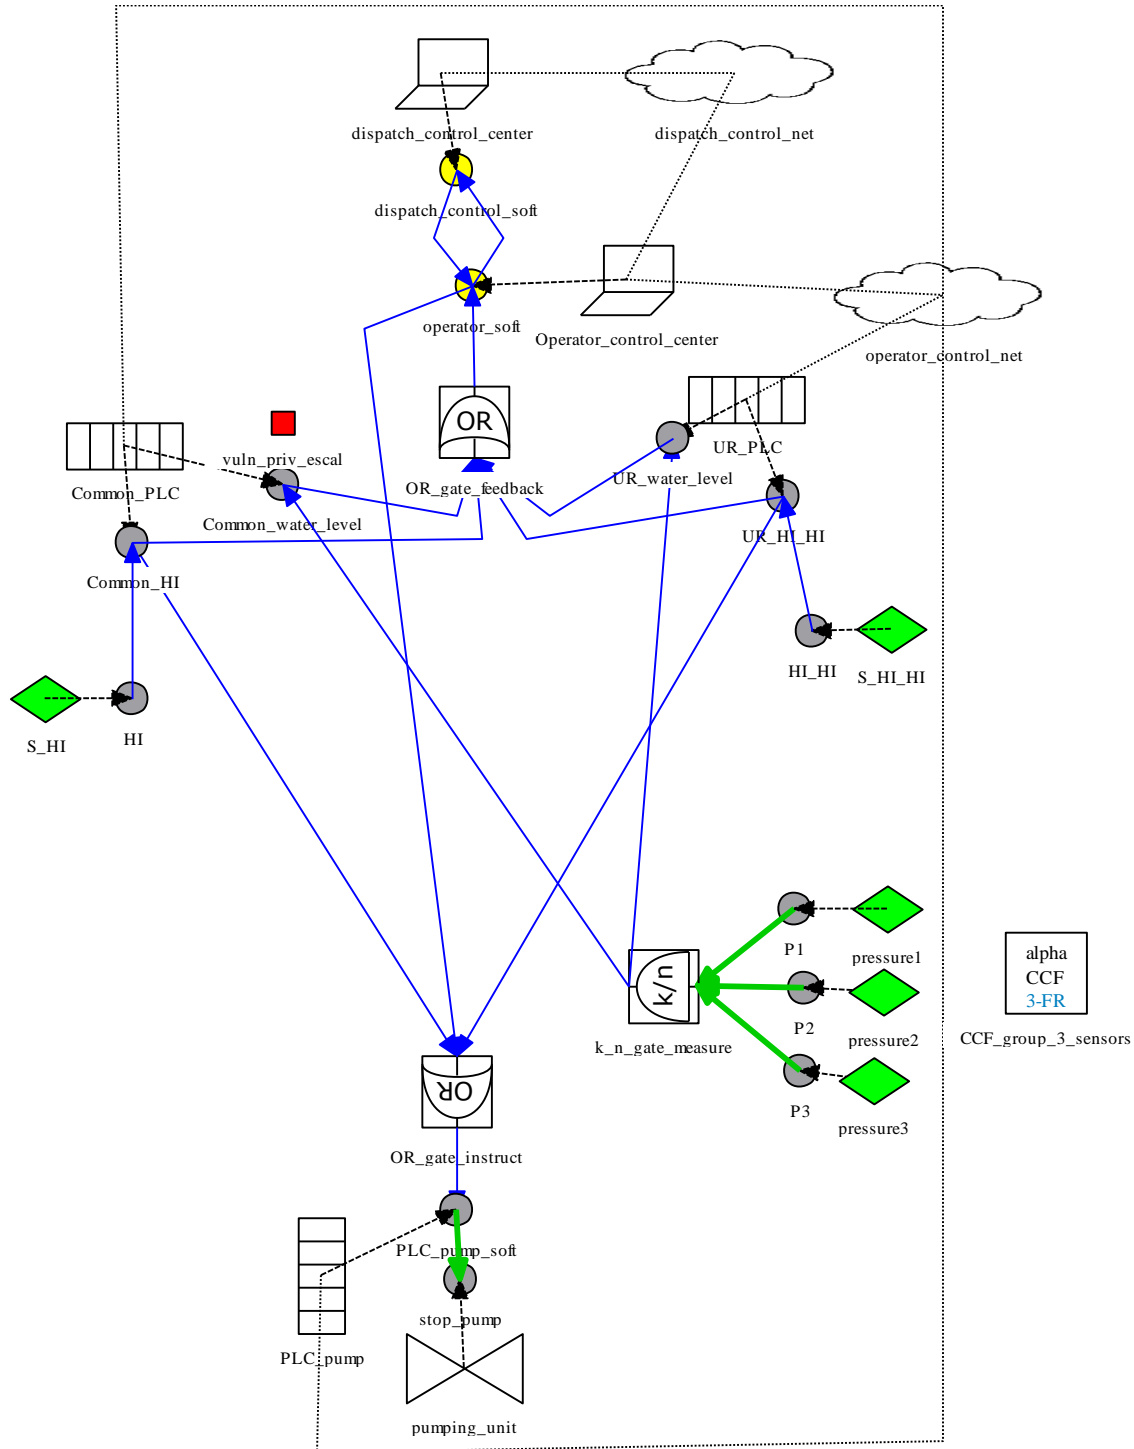 dispatch_control_center
dispatch_control_net
dispatch_control_soft
operator_soft
Operator_control_center
operator_control_net
OR
vuln_priv_escal
UR_PLC
UR_water_level
Common_PLC
OR_gate_feedback
Common_water_level
UR_HI_HI
Common_HI
HI_HI
S_HI_HI
S_HI
HI
P1
pressure1
alpha
CCF
3-FR
k/n
P2
pressure2
CCF_group_3_sensors
k_n_gate_measure
P3
pressure3
OR
OR_gate_instruct
PLC_pump_soft
stop_pump
PLC_pump
pumping_unit